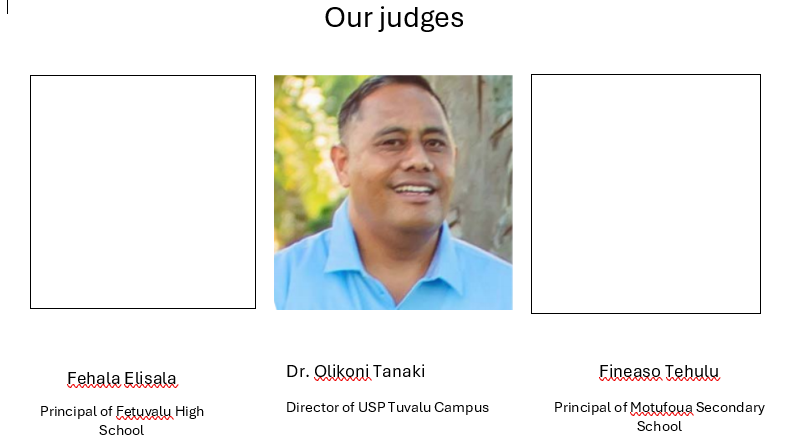 Our judges
Fehala Elisala
Principal of Fetuvalu High
School
Dr. Olikoni Tanaki
Director of USP Tuvalu Campus
Fineaso Tehulu
Principal of Motufoua Secondary
School